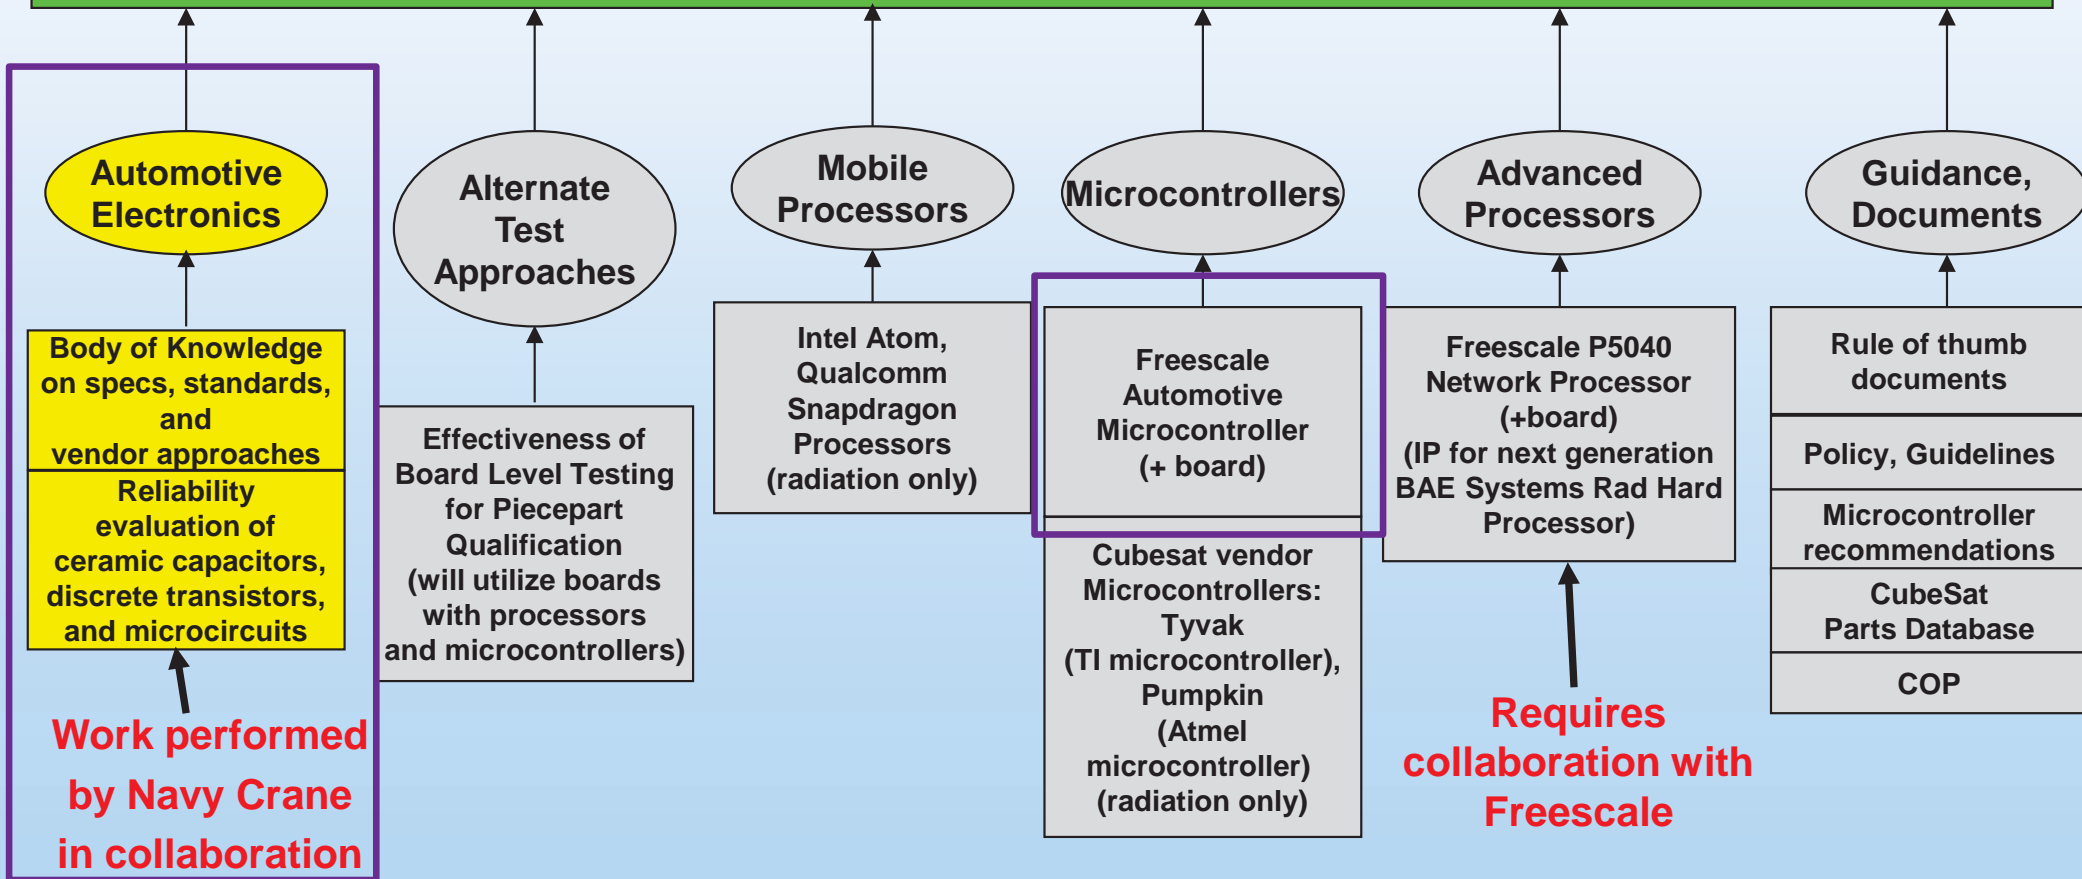 Automotive
Electronics
Alternate
Test
Approaches
Mobile
Processors
Microcontrollers
Advanced
Processors
Guidance,
Documents
Body of Knowledge
on specs, standards,
and
vendor approaches
Reliability
evaluation of
ceramic capacitors,
discrete transistors,
and microcircuits
Work performed
by Navy Crane
in collaboration
Effectiveness of
Board Level Testing
for Piecepart
Qualification
(will utilize boards
with processors
and microcontrollers)
Intel Atom,
Qualcomm
Snapdragon
Processors
(radiation only)
Freescale
Automotive
Microcontroller
(+ board)
Cubesat vendor
Microcontrollers:
Tyvak
(TI microcontroller),
Pumpkin
(Atmel
microcontroller)
(radiation only)
Freescale P5040
Network Processor
(+board)
(IP for next generation
BAE Systems Rad Hard
Processor)
Requires
collaboration with
Freescale
Rule of thumb
documents
Policy, Guidelines
Microcontroller
recommendations
CubeSat
Parts Database
COP